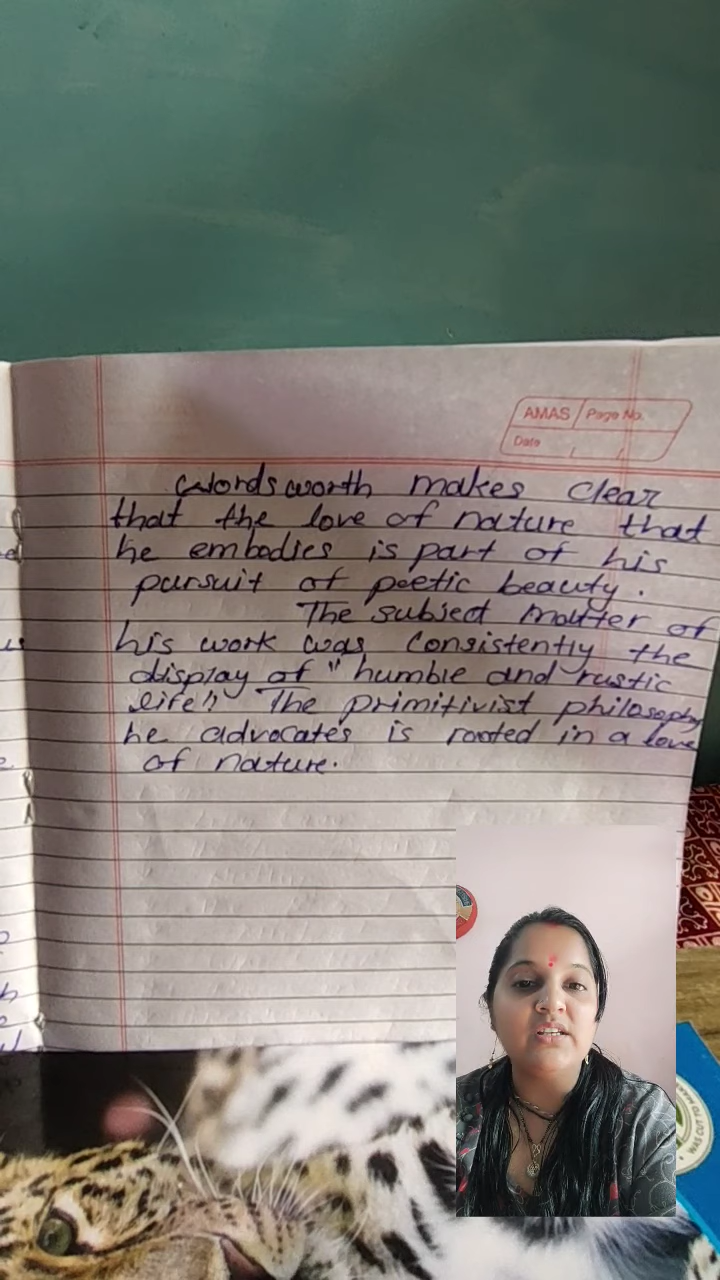 AMAS Page No.
Date
Wordsworth makes clear
that the love of nature that
he embodies is part of his
pursuit of poetic beauty.
The subject matter of
his work was consistently the
display of "humble and rustic
life" The primitivist philosophy
he advocates is rooted in a love
of nature.